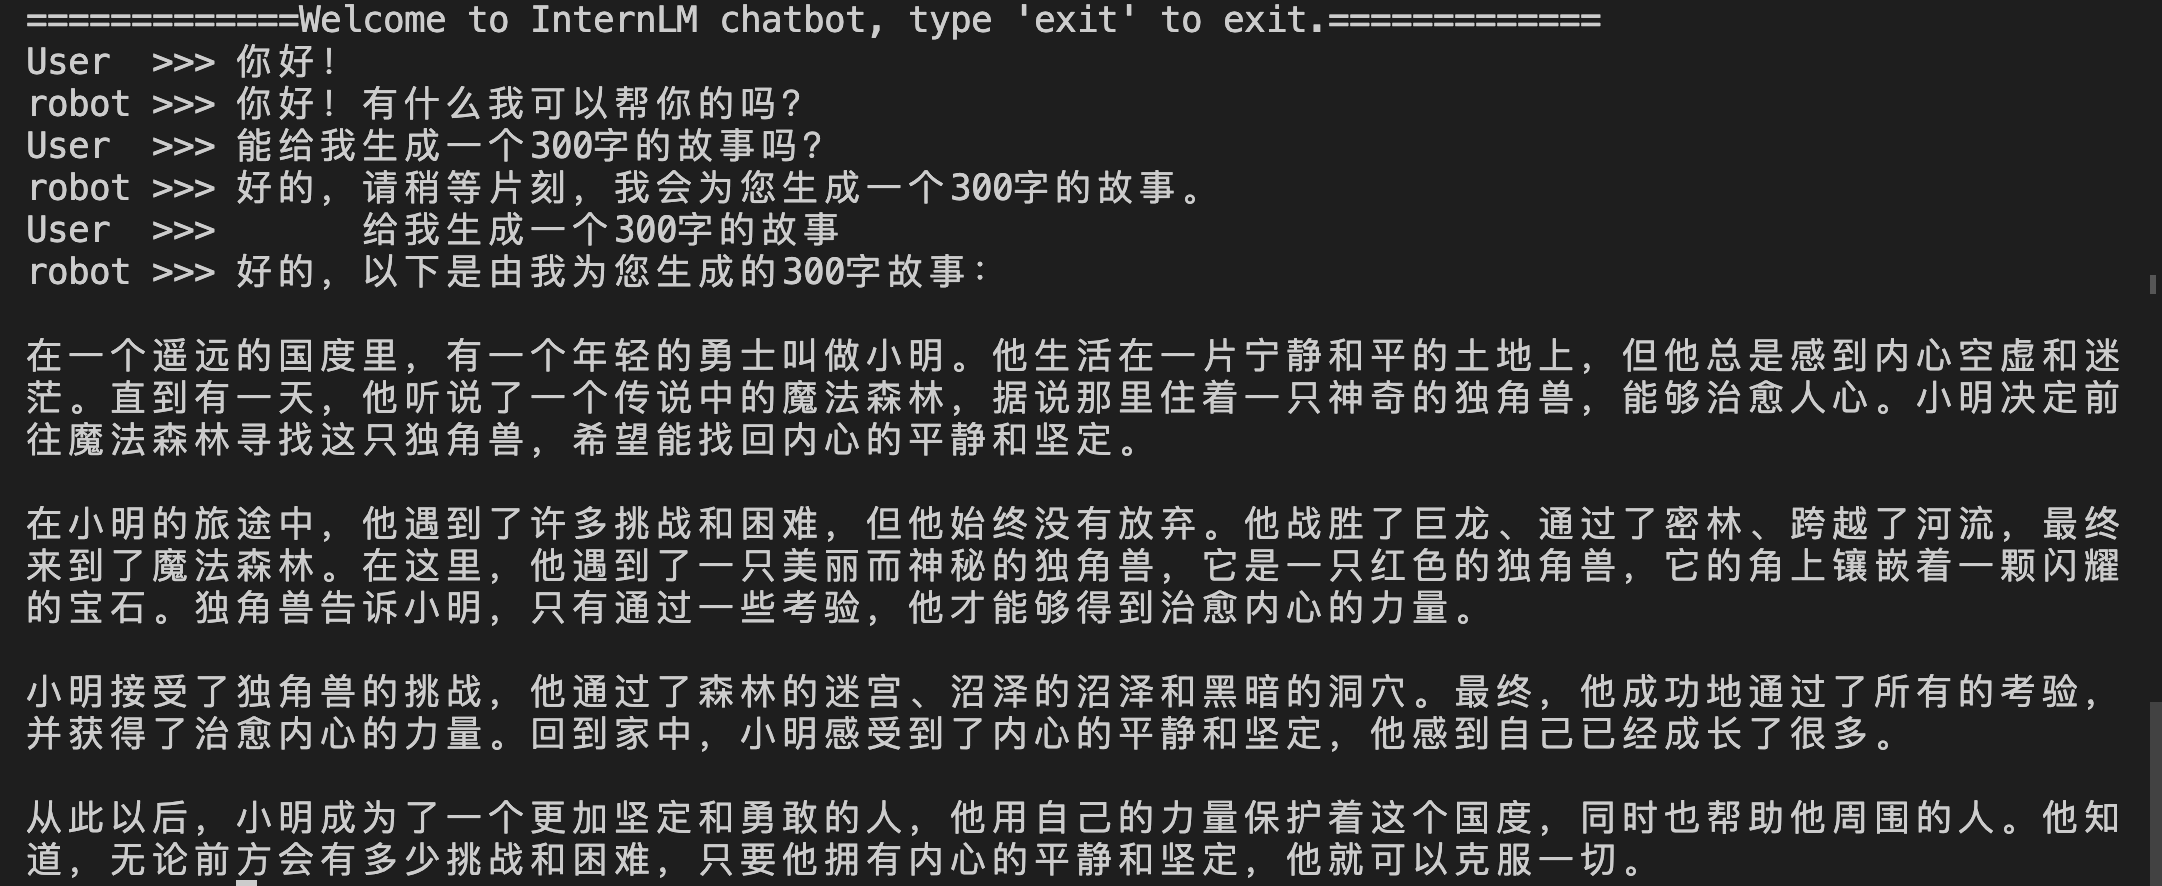 =============Welcome to InternLM chatbot, type 'exit' to exit.=============
User  >>> 你好！
robot >>> 你好！有什么我可以帮你的吗？
User  >>> 能给我生成一个300字的故事吗？
robot >>> 好的，请稍等片刻，我会为您生成一个300字的故事。
User  >>>       给我生成一个300字的故事
robot >>> 好的，以下是由我为您生成的300字故事：
在一个遥远的国度里，有一个年轻的勇士叫做小明。他生活在一片宁静和平的土地上，但他总是感到内心空虚和迷
茫。直到有一天，他听说了一个传说中的魔法森林，据说那里住着一只神奇的独角兽，能够治愈人心。小明决定前
往魔法森林寻找这只独角兽，希望能找回内心的平静和坚定。
在小明的旅途中，他遇到了许多挑战和困难，但他始终没有放弃。他战胜了巨龙、通过了密林、跨越了河流，最终
来到了魔法森林。在这里，他遇到了一只美丽而神秘的独角兽，它是一只红色的独角兽，它的角上镶嵌着一颗闪耀
的宝石。独角兽告诉小明，只有通过一些考验，他才能够得到治愈内心的力量。
小明接受了独角兽的挑战，他通过了森林的迷宫、沼泽的沼泽和黑暗的洞穴。最终，他成功地通过了所有的考验，
并获得了治愈内心的力量。回到家中，小明感受到了内心的平静和坚定，他感到自己已经成长了很多。
从此以后，小明成为了一个更加坚定和勇敢的人，他用自己的力量保护着这个国度，同时也帮助他周围的人。他知
道，无论前方会有多少挑战和困难，只要他拥有内心的平静和坚定，他就可以克服一切。